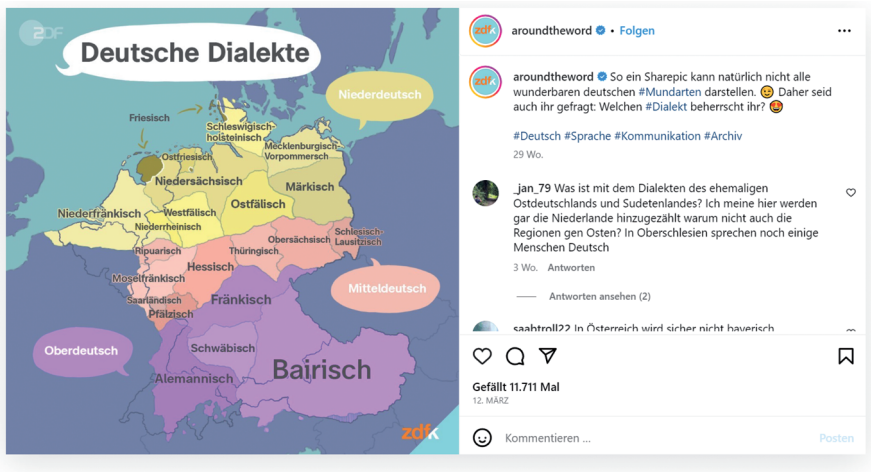 ZDF
Deutsche Dialekte
Niederdeutsch
Friesisch
Schleswigisch-
holsteinisch
Mecklenburgisch-
Vorpommersch
Ostfriesisch
Niedersächsisch
Märkisch
Ostfälisch
Niederfränkisch
Westfälisch
Niederrheinisch
Schlesisch-
Lausitzisch
Obersächsisch
Ripuarisch
Thüringisch
Hessisch
Moselfränkisch
Mitteldeutsch
Saarländisch
Fränkisch
Pfälzisch
Oberdeutsch
Schwäbisch
Bairisch
Alemannisch
zdfk
zdfk
aroundtheword • Folgen
zdfk
aroundtheword So ein Sharepic kann natürlich nicht alle
wunderbaren deutschen #Mundarten darstellen. 😉 Daher seid
auch ihr gefragt: Welchen #Dialekt beherrscht ihr? 🤩
#Deutsch #Sprache #Kommunikation #Archiv
29 Wo.
_jan_79 Was ist mit dem Dialekten des ehemaligen
Ostdeutschlands und Sudetenlandes? Ich meine hier werden
gar die Niederlande hinzugezählt warum nicht auch die
Regionen gen Osten? In Oberschlesien sprechen noch einige
Menschen Deutsch
3 Wo. Antworten
Antworten ansehen (2)
saabtroll22 In Österreich wird sicher nicht bayerisch
Gefällt 11.711 Mal
12. MÄRZ
Kommentieren ...
Posten